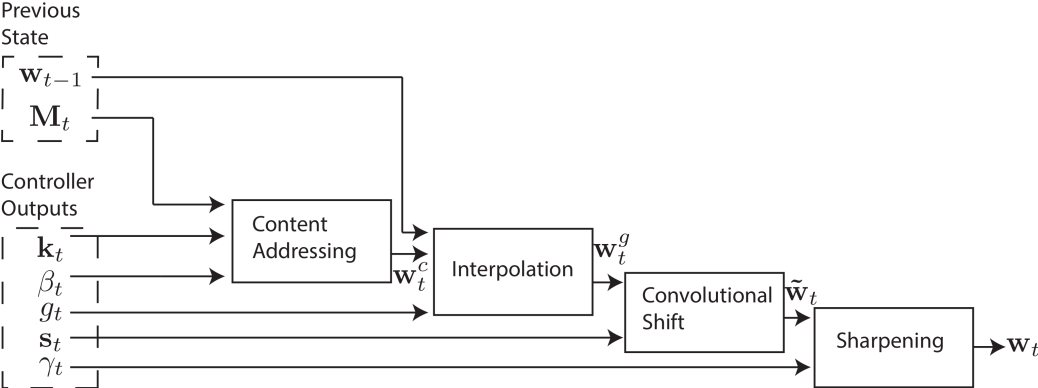 Previous
State
w_{t−1}
M_t
Controller
Outputs
k_t
β_t
g_t
s_t
γ_t
Content
Addressing
w_t^c
Interpolation
w_t^g
Convolutional
Shift
w̃_t
Sharpening
w_t